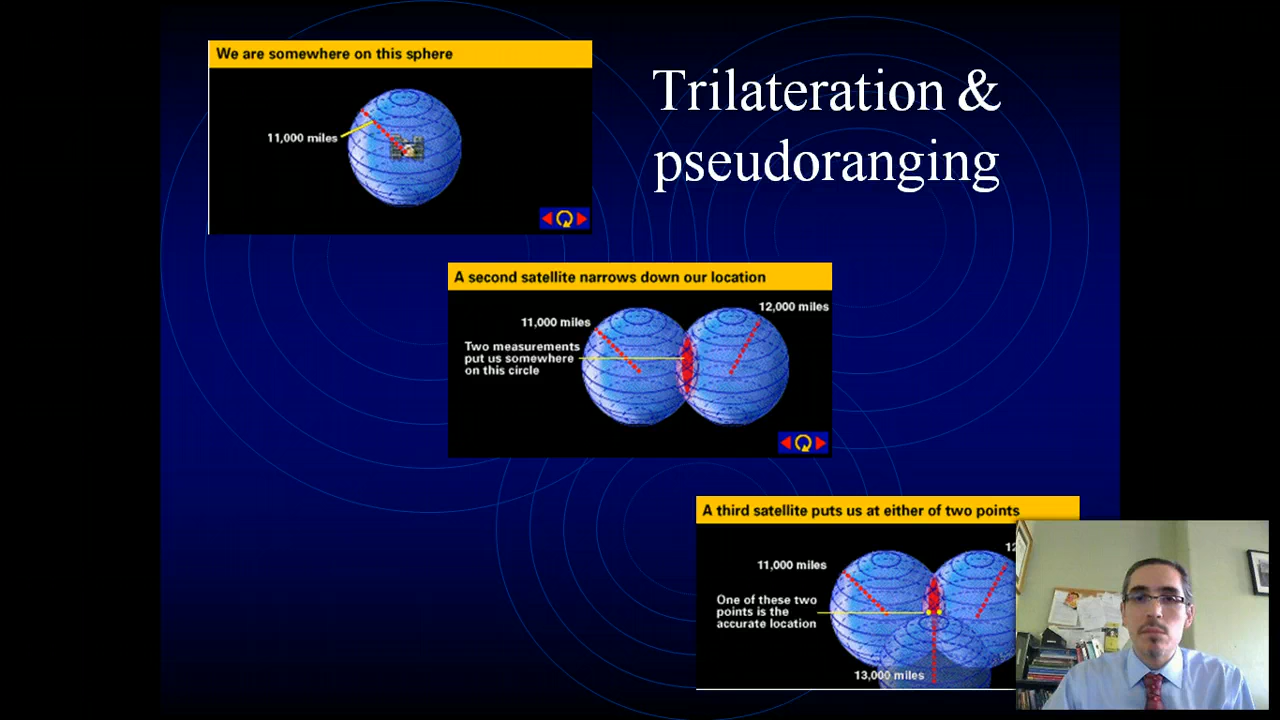 We are somewhere on this sphere
11,000 miles
Trilateration &
pseudoranging
A second satellite narrows down our location
12,000 miles
11,000 miles
Two measurements
put us somewhere
on this circle
A third satellite puts us at either of two points
12
11,000 miles
One of these two
points is the
accurate location
13,000 miles